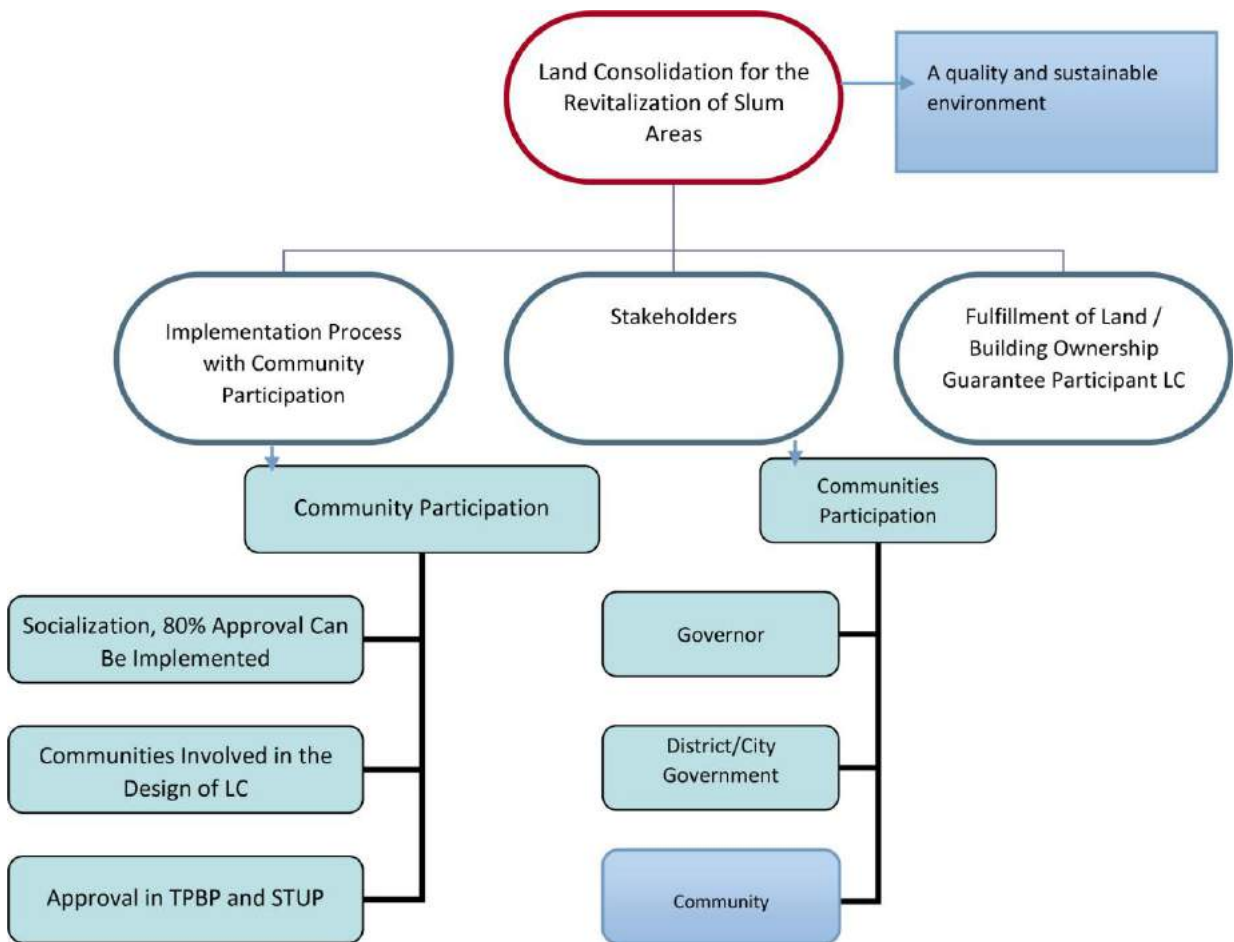 Land Consolidation for the
Revitalization of Slum
Areas
A quality and sustainable
environment
Implementation Process
with Community
Participation
Stakeholders
Fulfillment of Land /
Building Ownership
Guarantee Participant LC
Community Participation
Communities
Participation
Socialization, 80% Approval Can
Be Implemented
Communities Involved in the
Design of LC
Approval in TPBP and STUP
Governor
District/City
Government
Community